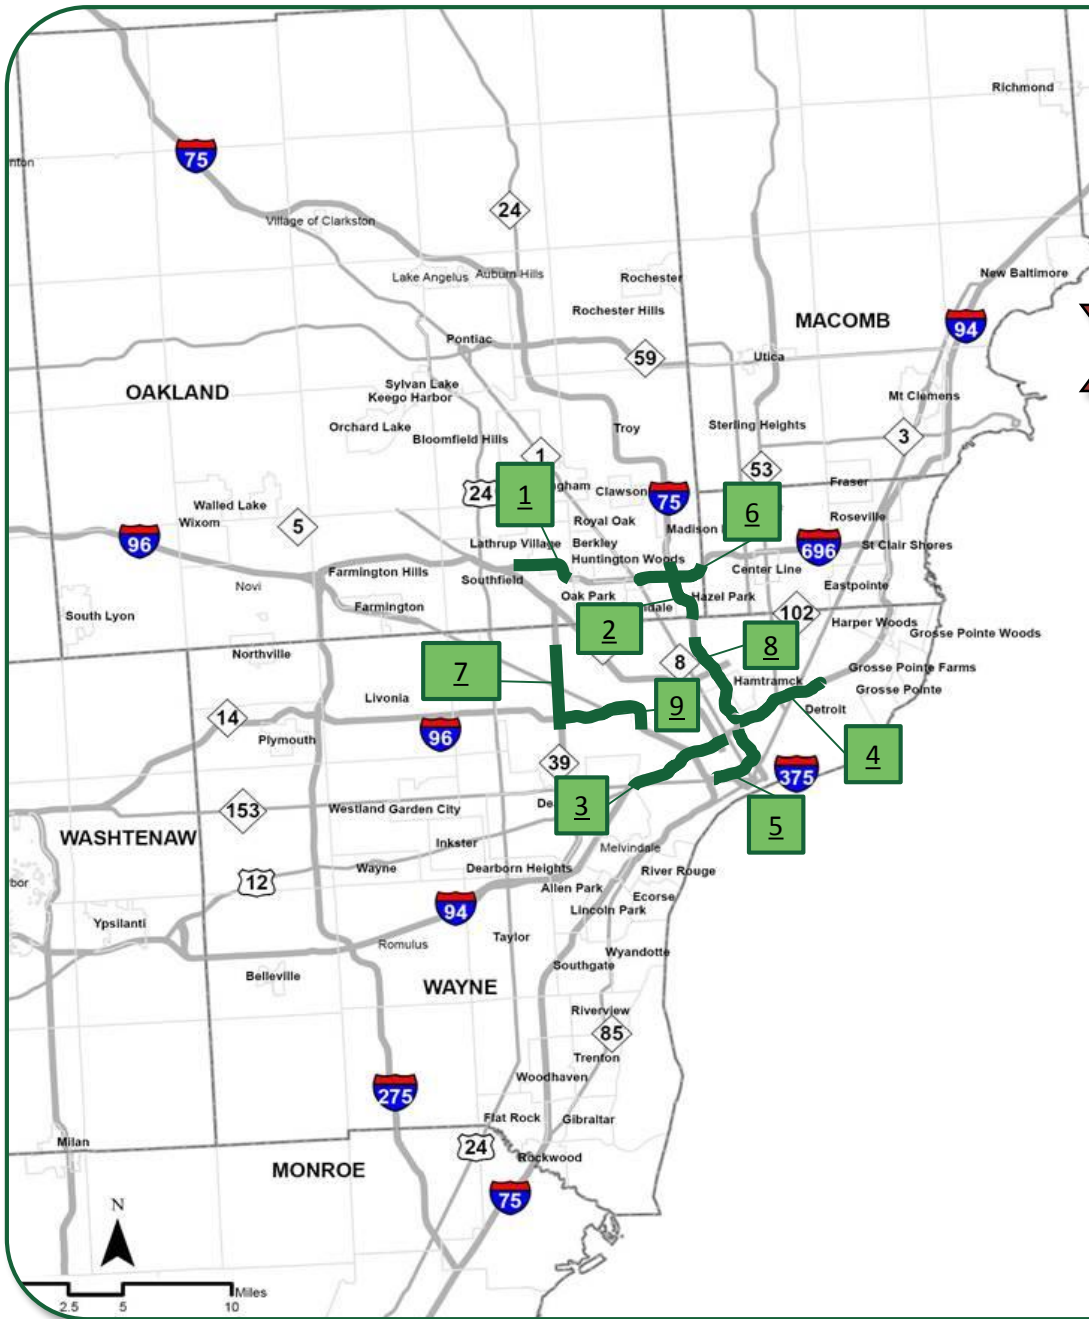 Richmond
nton
75
24
Village of Clarkston
Lake Angelus
Auburn Hills
Rochester
New Baltimore
Rochester Hills
MACOMB
94
Pontiac
59
Utica
OAKLAND
Sylvan Lake
Keego Harbor
Mt Clemens
Orchard Lake
Bloomfield Hills
Troy
Sterling Heights
3
1
53
24
1
ngham
Clawson
75
Fraser
Walled Lake
Wixom
5
6
Royal Oak
Madison
Roseville
96
Lathrup Village
Berkley
696
St Clair Shores
Huntington Woods
Novi
Farmington Hills
Southfield
Center Line
Eastpointe
South Lyon
Farmington
Oak Park
dale
Hazel Park
102
Harper Woods
Grosse Pointe Woods
2
8
Northville
7
8
Grosse Pointe Farms
Hamtramck
Grosse Pointe
Livonia
9
Detroit
14
Plymouth
96
39
4
375
153
Westland
Garden City
De
3
5
WASHTENAW
Inkster
Melvindale
Wayne
Dearborn Heights
River Rouge
bor
12
Allen Park
Ecorse
94
Lincoln Park
Ypsilanti
Romulus
Taylor
Wyandotte
Southgate
Belleville
WAYNE
Riverview
85
Trenton
Woodhaven
275
Flat Rock
Gibraltar
Milan
24
Rockwood
MONROE
75
N
Miles
2.5
5
10